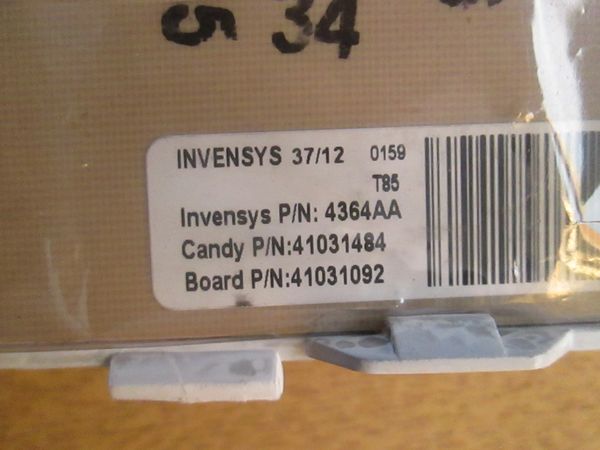 5 34
INVENSYS 37/12 0159
T85
Invensys P/N: 4364AA
Candy P/N:41031484
Board P/N:41031092